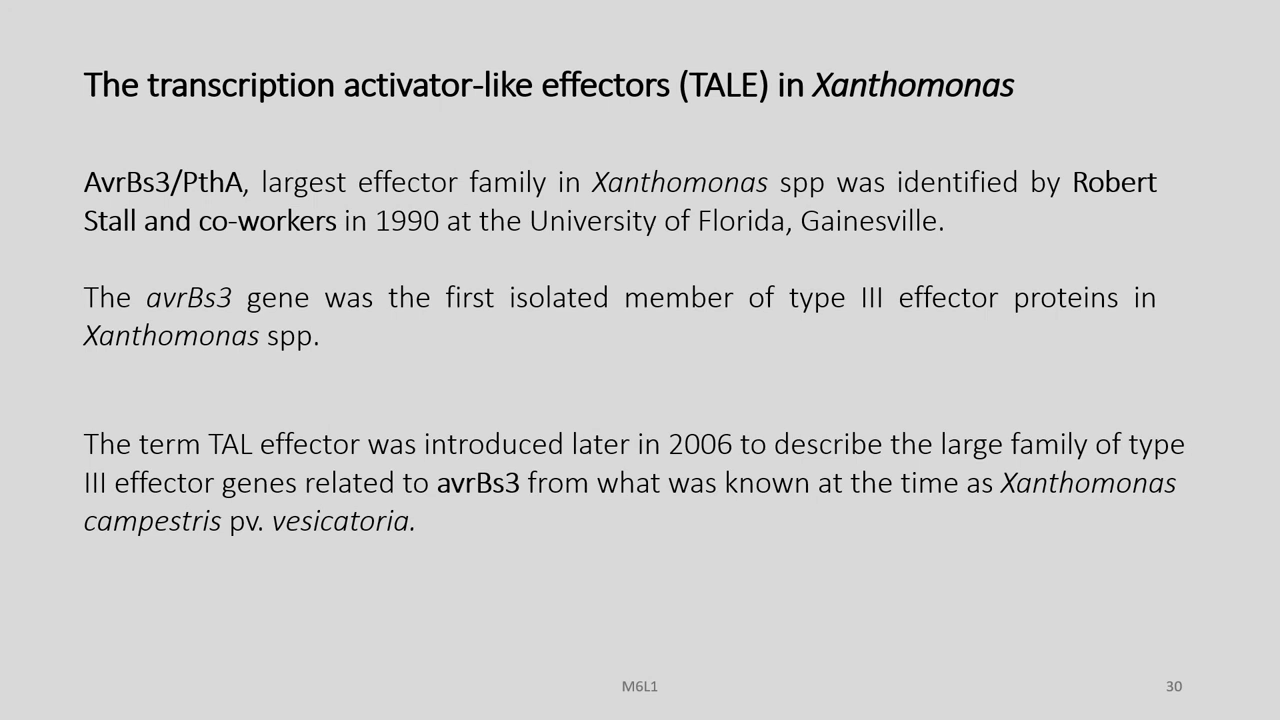 The transcription activator-like effectors (TALE) in Xanthomonas
AvrBs3/PthA, largest effector family in Xanthomonas spp was identified by Robert
Stall and co-workers in 1990 at the University of Florida, Gainesville.
The avrBs3 gene was the first isolated member of type III effector proteins in
Xanthomonas spp.
The term TAL effector was introduced later in 2006 to describe the large family of type
III effector genes related to avrBs3 from what was known at the time as Xanthomonas
campestris pv. vesicatoria.
M6L1
30